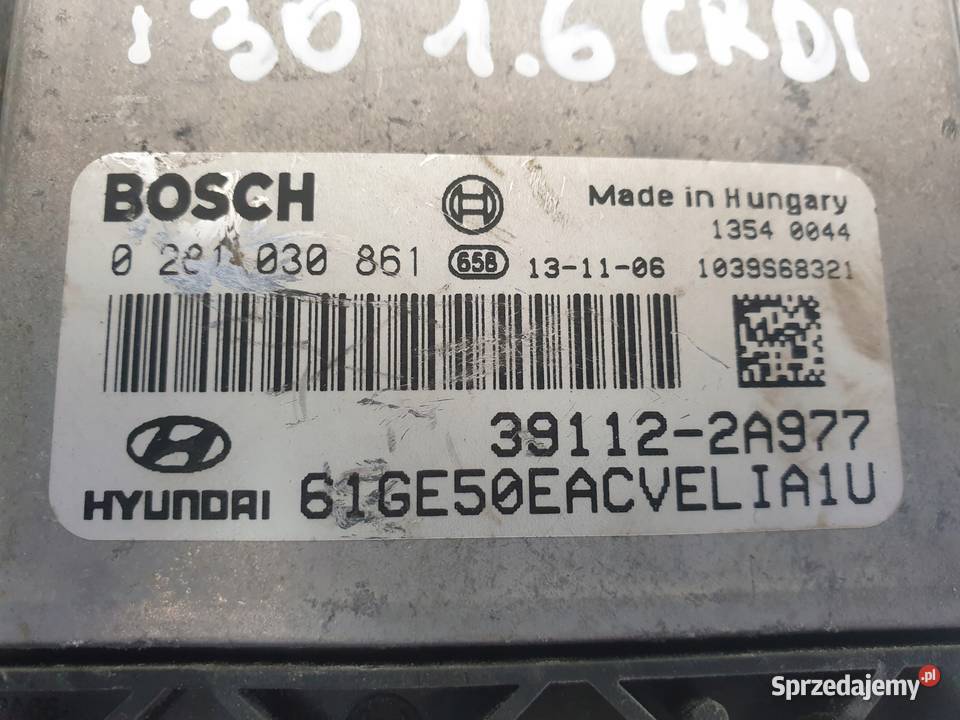 i 30 1.6 CRDI
BOSCH
Made in Hungary
1354 0044
0 281 030 861 658 13-11-06 1039S68321
39112-2A977
HYUNDAI 61GE50EACVELIA1U
Sprzedajemy.pl